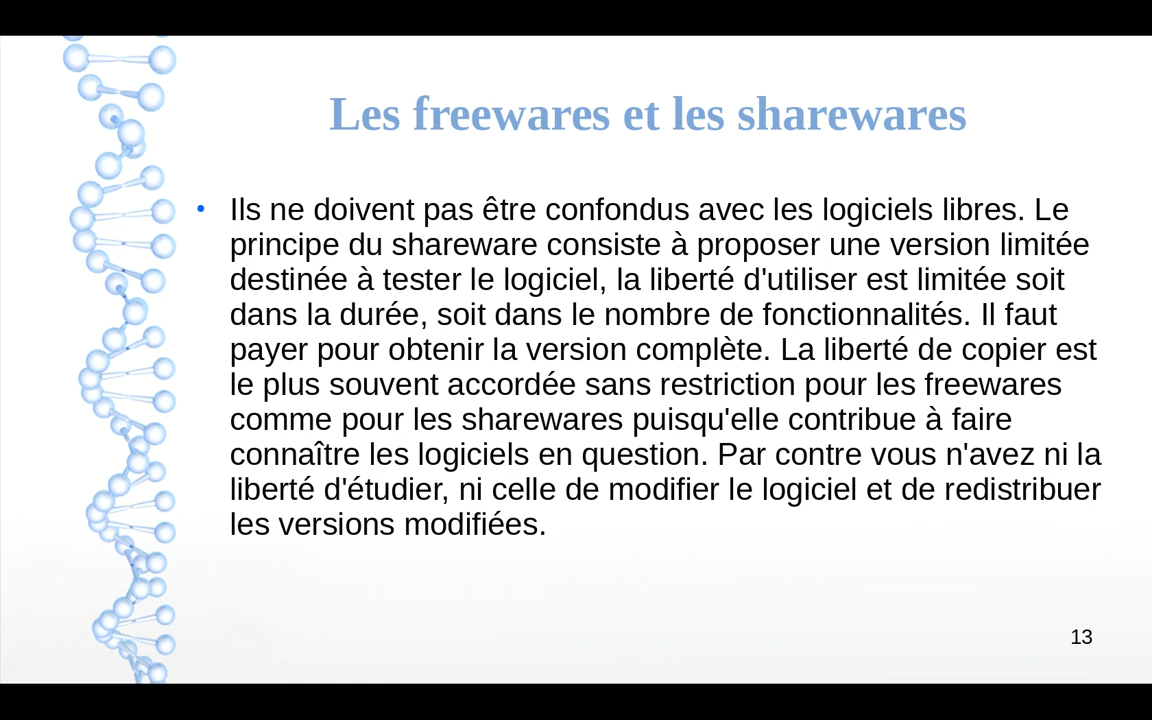 Les freewares et les sharewares
• Ils ne doivent pas être confondus avec les logiciels libres. Le
principe du shareware consiste à proposer une version limitée
destinée à tester le logiciel, la liberté d'utiliser est limitée soit
dans la durée, soit dans le nombre de fonctionnalités. Il faut
payer pour obtenir la version complète. La liberté de copier est
le plus souvent accordée sans restriction pour les freewares
comme pour les sharewares puisqu'elle contribue à faire
connaître les logiciels en question. Par contre vous n'avez ni la
liberté d'étudier, ni celle de modifier le logiciel et de redistribuer
les versions modifiées.
13